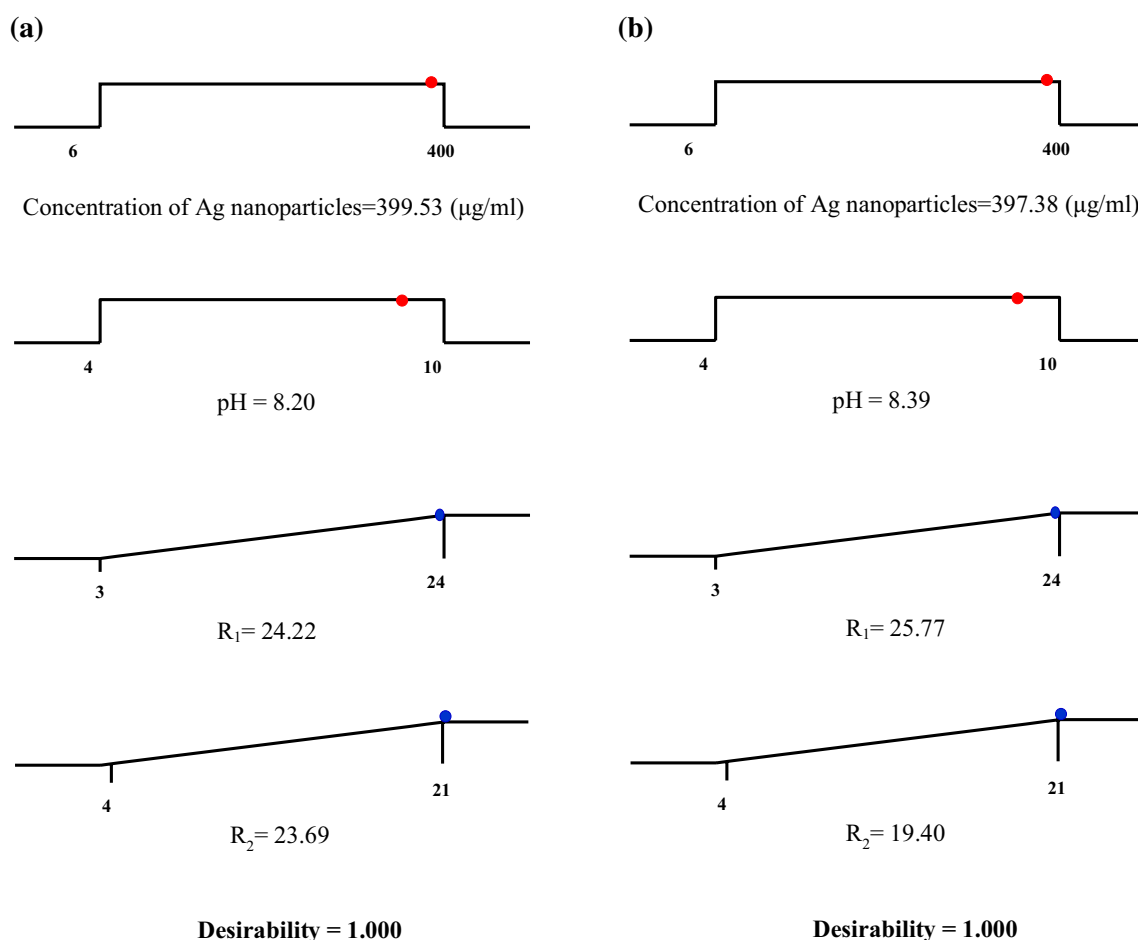 (a)
6
400
Concentration of Ag nanoparticles=399.53 (μg/ml)
4
10
pH = 8.20
3
24
R₁= 24.22
4
21
R₂= 23.69
Desirability = 1.000
(b)
6
400
Concentration of Ag nanoparticles=397.38 (μg/ml)
4
10
pH = 8.39
3
24
R₁= 25.77
4
21
R₂= 19.40
Desirability = 1.000